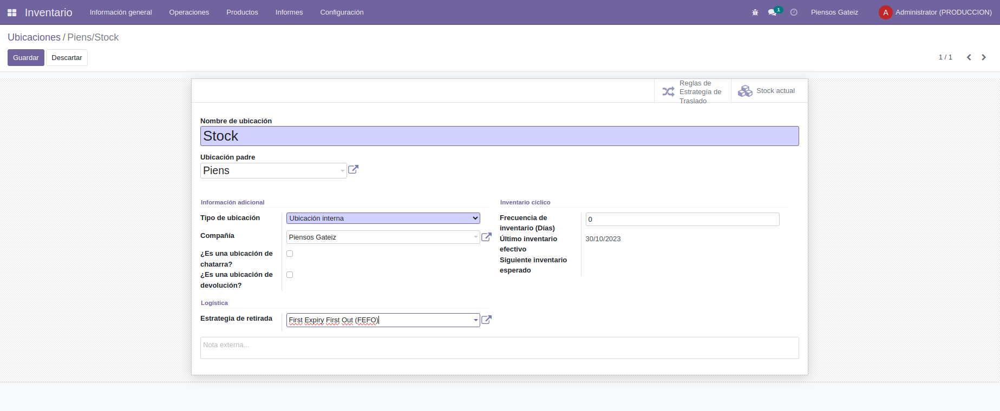 Inventario Información general Operaciones Productos Informes Configuración 1 Piensos Gateiz A Administrator (PRODUCCION)
Ubicaciones / Piens/Stock
Guardar Descartar 1 / 1
Reglas de
Estrategía de
Traslado
Stock actual
Nombre de ubicación
Stock
Ubicación padre
Piens
Información adicional
Tipo de ubicación Ubicación interna
Compañía Piensos Gateiz
¿Es una ubicación de
chatarra?
¿Es una ubicación de
devolución?
Inventario cíclico
Frecuencia de
inventario (Días) 0
Último inventario
efectivo 30/10/2023
Siguiente inventario
esperado
Logística
Estrategia de retirada First Expiry First Out (FEFO)
Nota externa...